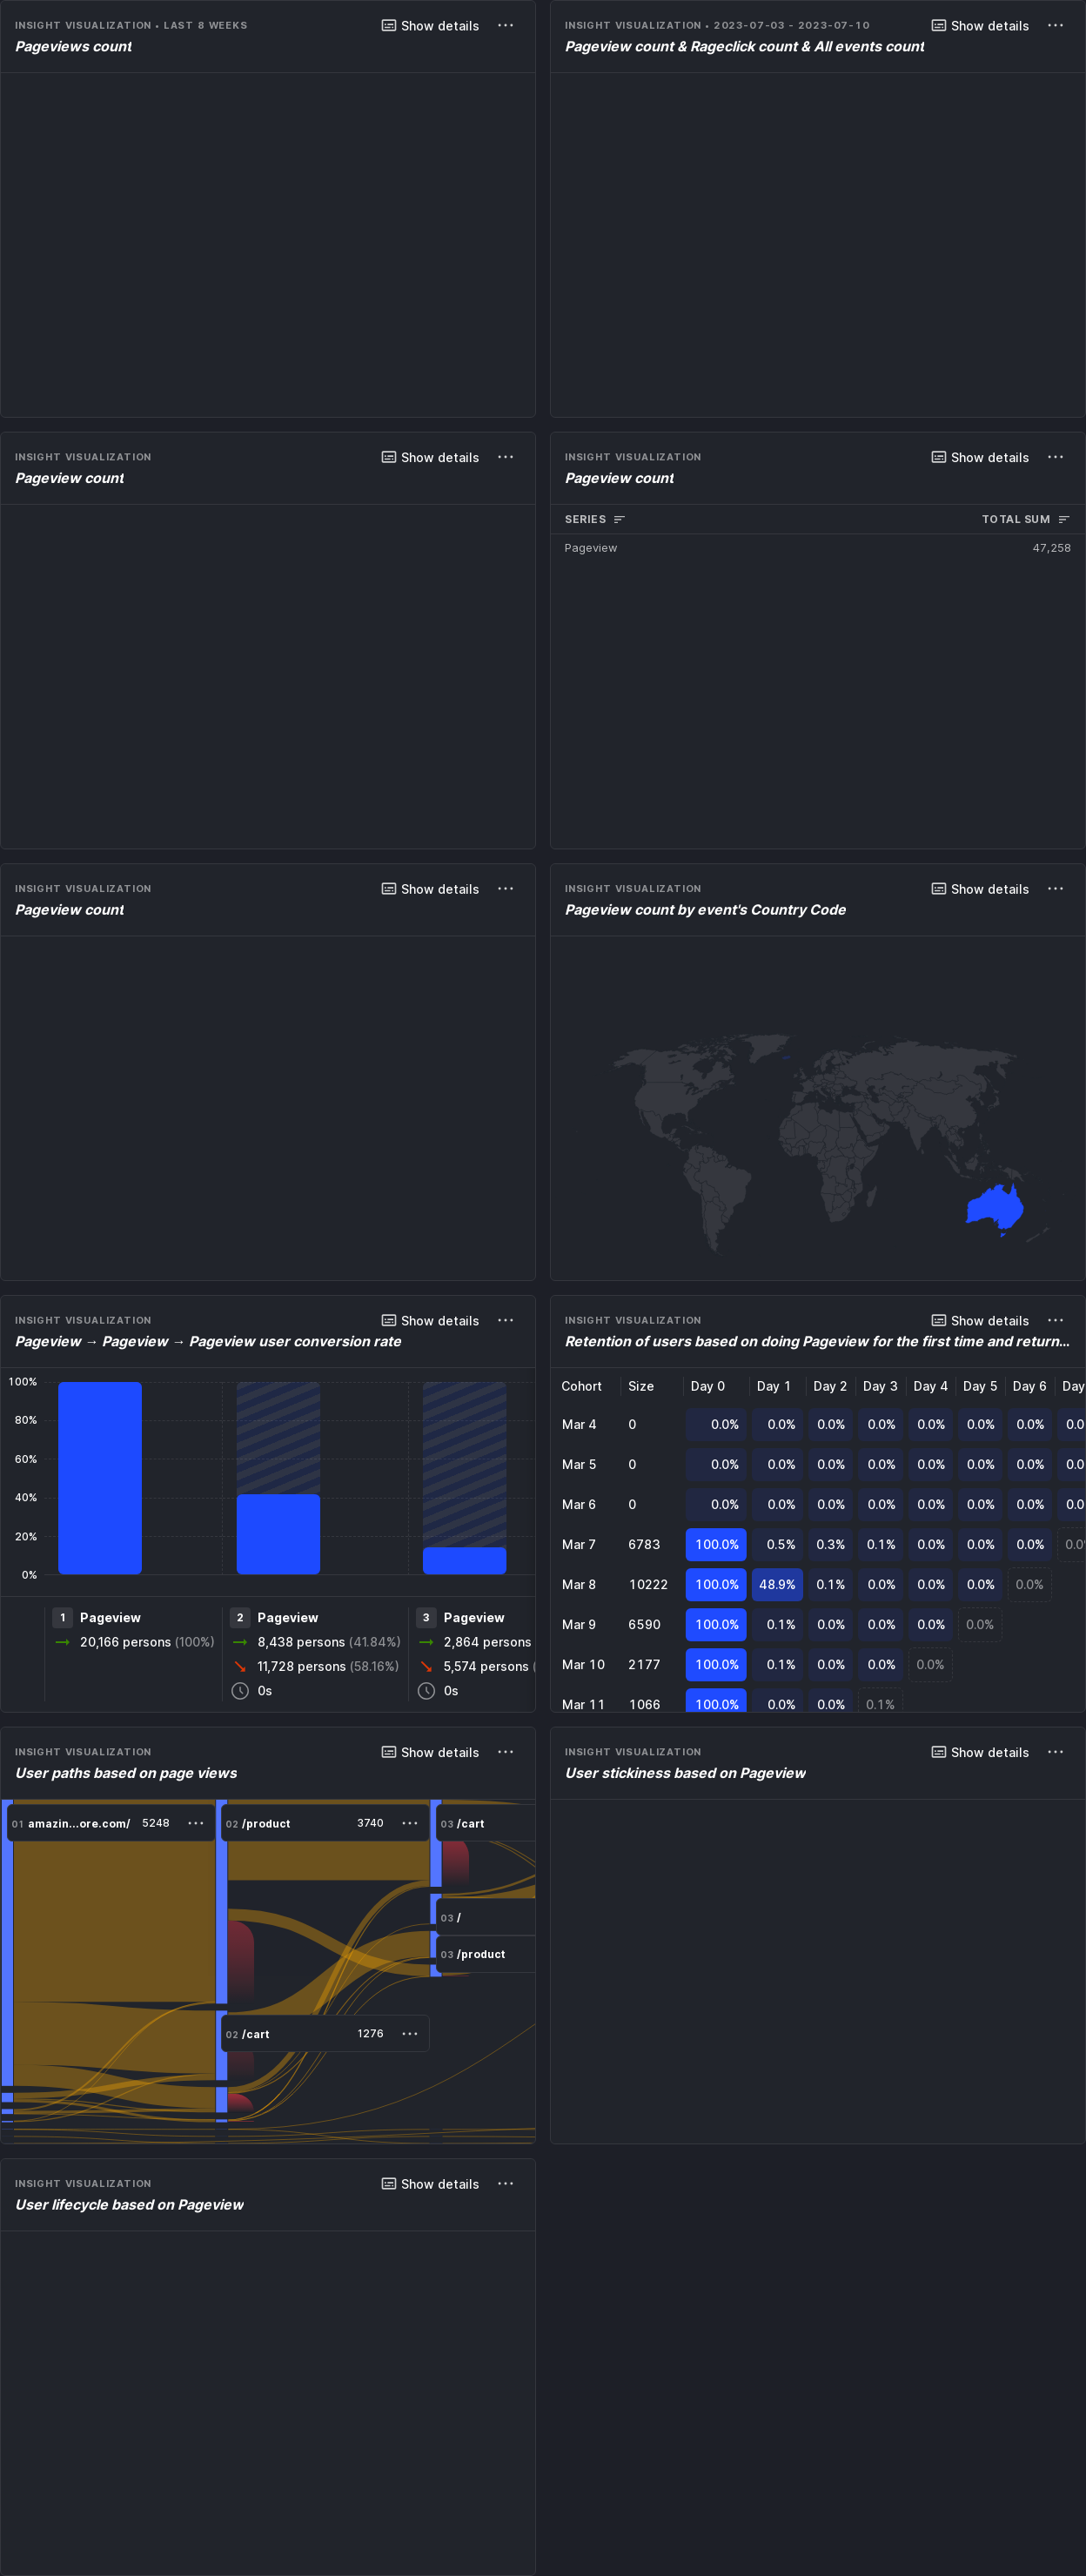 INSIGHT VISUALIZATION • LAST 8 WEEKS
Show details
Pageviews count
INSIGHT VISUALIZATION • 2023-07-03 - 2023-07-10
Show details
Pageview count & Rageclick count & All events count
INSIGHT VISUALIZATION
Show details
Pageview count
INSIGHT VISUALIZATION
Show details
Pageview count
SERIES TOTAL SUM
Pageview 47,258
INSIGHT VISUALIZATION
Show details
Pageview count
INSIGHT VISUALIZATION
Show details
Pageview count by event's Country Code
INSIGHT VISUALIZATION
Show details
Pageview → Pageview → Pageview user conversion rate
100%
80%
60%
40%
20%
0%
1 Pageview
20,166 persons (100%)
2 Pageview
8,438 persons (41.84%)
11,728 persons (58.16%)
0s
3 Pageview
2,864 persons
5,574 persons (
0s
INSIGHT VISUALIZATION
Show details
Retention of users based on doing Pageview for the first time and return...
Cohort Size Day 0 Day 1 Day 2 Day 3 Day 4 Day 5 Day 6 Day
Mar 4 0 0.0% 0.0% 0.0% 0.0% 0.0% 0.0% 0.0% 0.0
Mar 5 0 0.0% 0.0% 0.0% 0.0% 0.0% 0.0% 0.0% 0.0
Mar 6 0 0.0% 0.0% 0.0% 0.0% 0.0% 0.0% 0.0% 0.0
Mar 7 6783 100.0% 0.5% 0.3% 0.1% 0.0% 0.0% 0.0% 0.0
Mar 8 10222 100.0% 48.9% 0.1% 0.0% 0.0% 0.0% 0.0%
Mar 9 6590 100.0% 0.1% 0.0% 0.0% 0.0% 0.0%
Mar 10 2177 100.0% 0.1% 0.0% 0.0% 0.0%
Mar 11 1066 100.0% 0.0% 0.0% 0.1%
INSIGHT VISUALIZATION
Show details
User paths based on page views
01 amazin...ore.com/ 5248
02 /product 3740
03 /cart
03 /
03 /product
02 /cart 1276
INSIGHT VISUALIZATION
Show details
User stickiness based on Pageview
INSIGHT VISUALIZATION
Show details
User lifecycle based on Pageview